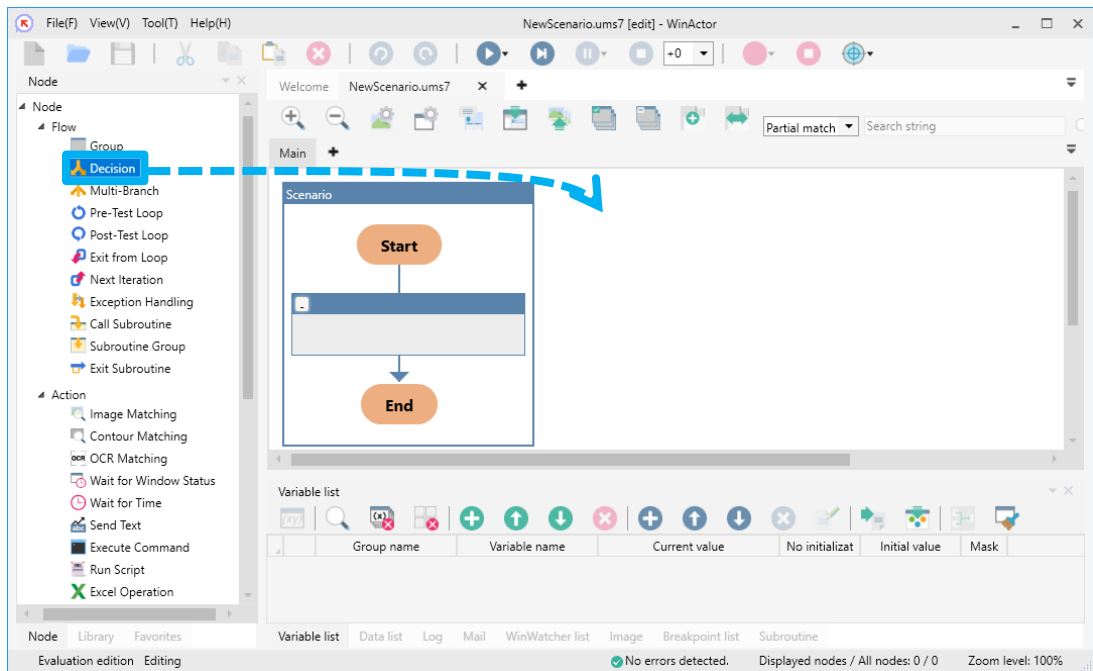 File(F) View(V) Tool(T) Help(H) NewScenario.ums7 [edit] - WinActor
+0
Node
Welcome NewScenario.ums7
Node
Flow
Group
Decision
Multi-Branch
Pre-Test Loop
Post-Test Loop
Exit from Loop
Next Iteration
Exception Handling
Call Subroutine
Subroutine Group
Exit Subroutine
Action
Image Matching
Contour Matching
OCR Matching
Wait for Window Status
Wait for Time
Send Text
Execute Command
Run Script
Excel Operation
Node Library Favorites
Partial match Search string
Main
Scenario
Start
End
Variable list
Group name Variable name Current value No initializat Initial value Mask
Variable list Data list Log Mail WinWatcher list Image Breakpoint list Subroutine
Evaluation edition Editing No errors detected. Displayed nodes / All nodes: 0 / 0 Zoom level: 100%